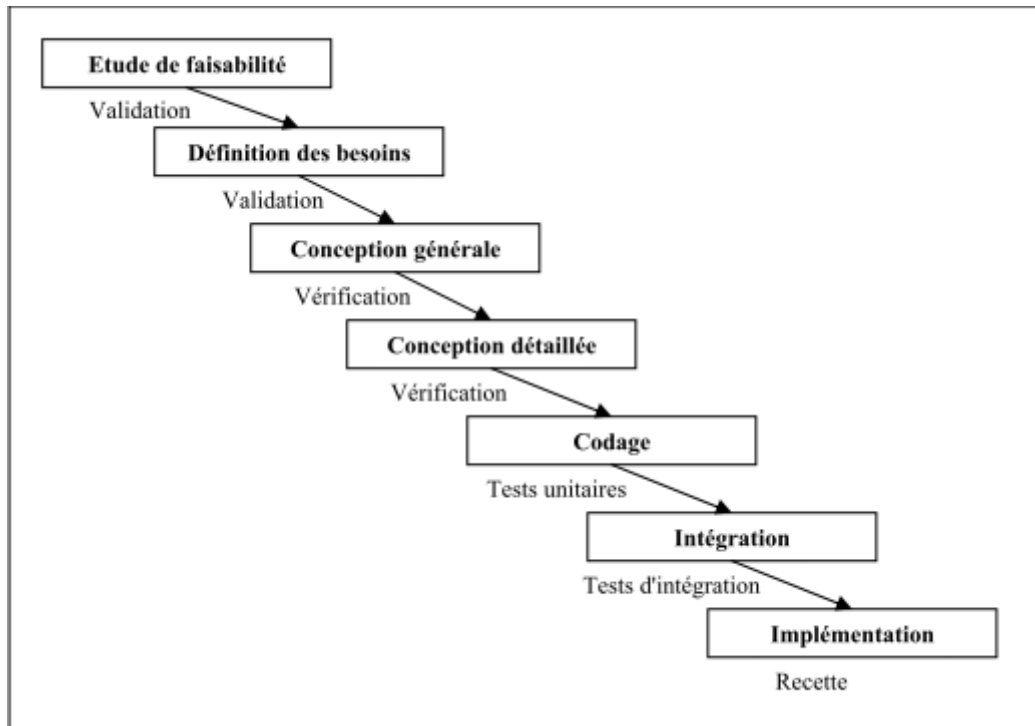 Etude de faisabilité
Validation
Définition des besoins
Validation
Conception générale
Vérification
Conception détaillée
Vérification
Codage
Tests unitaires
Intégration
Tests d'intégration
Implémentation
Recette